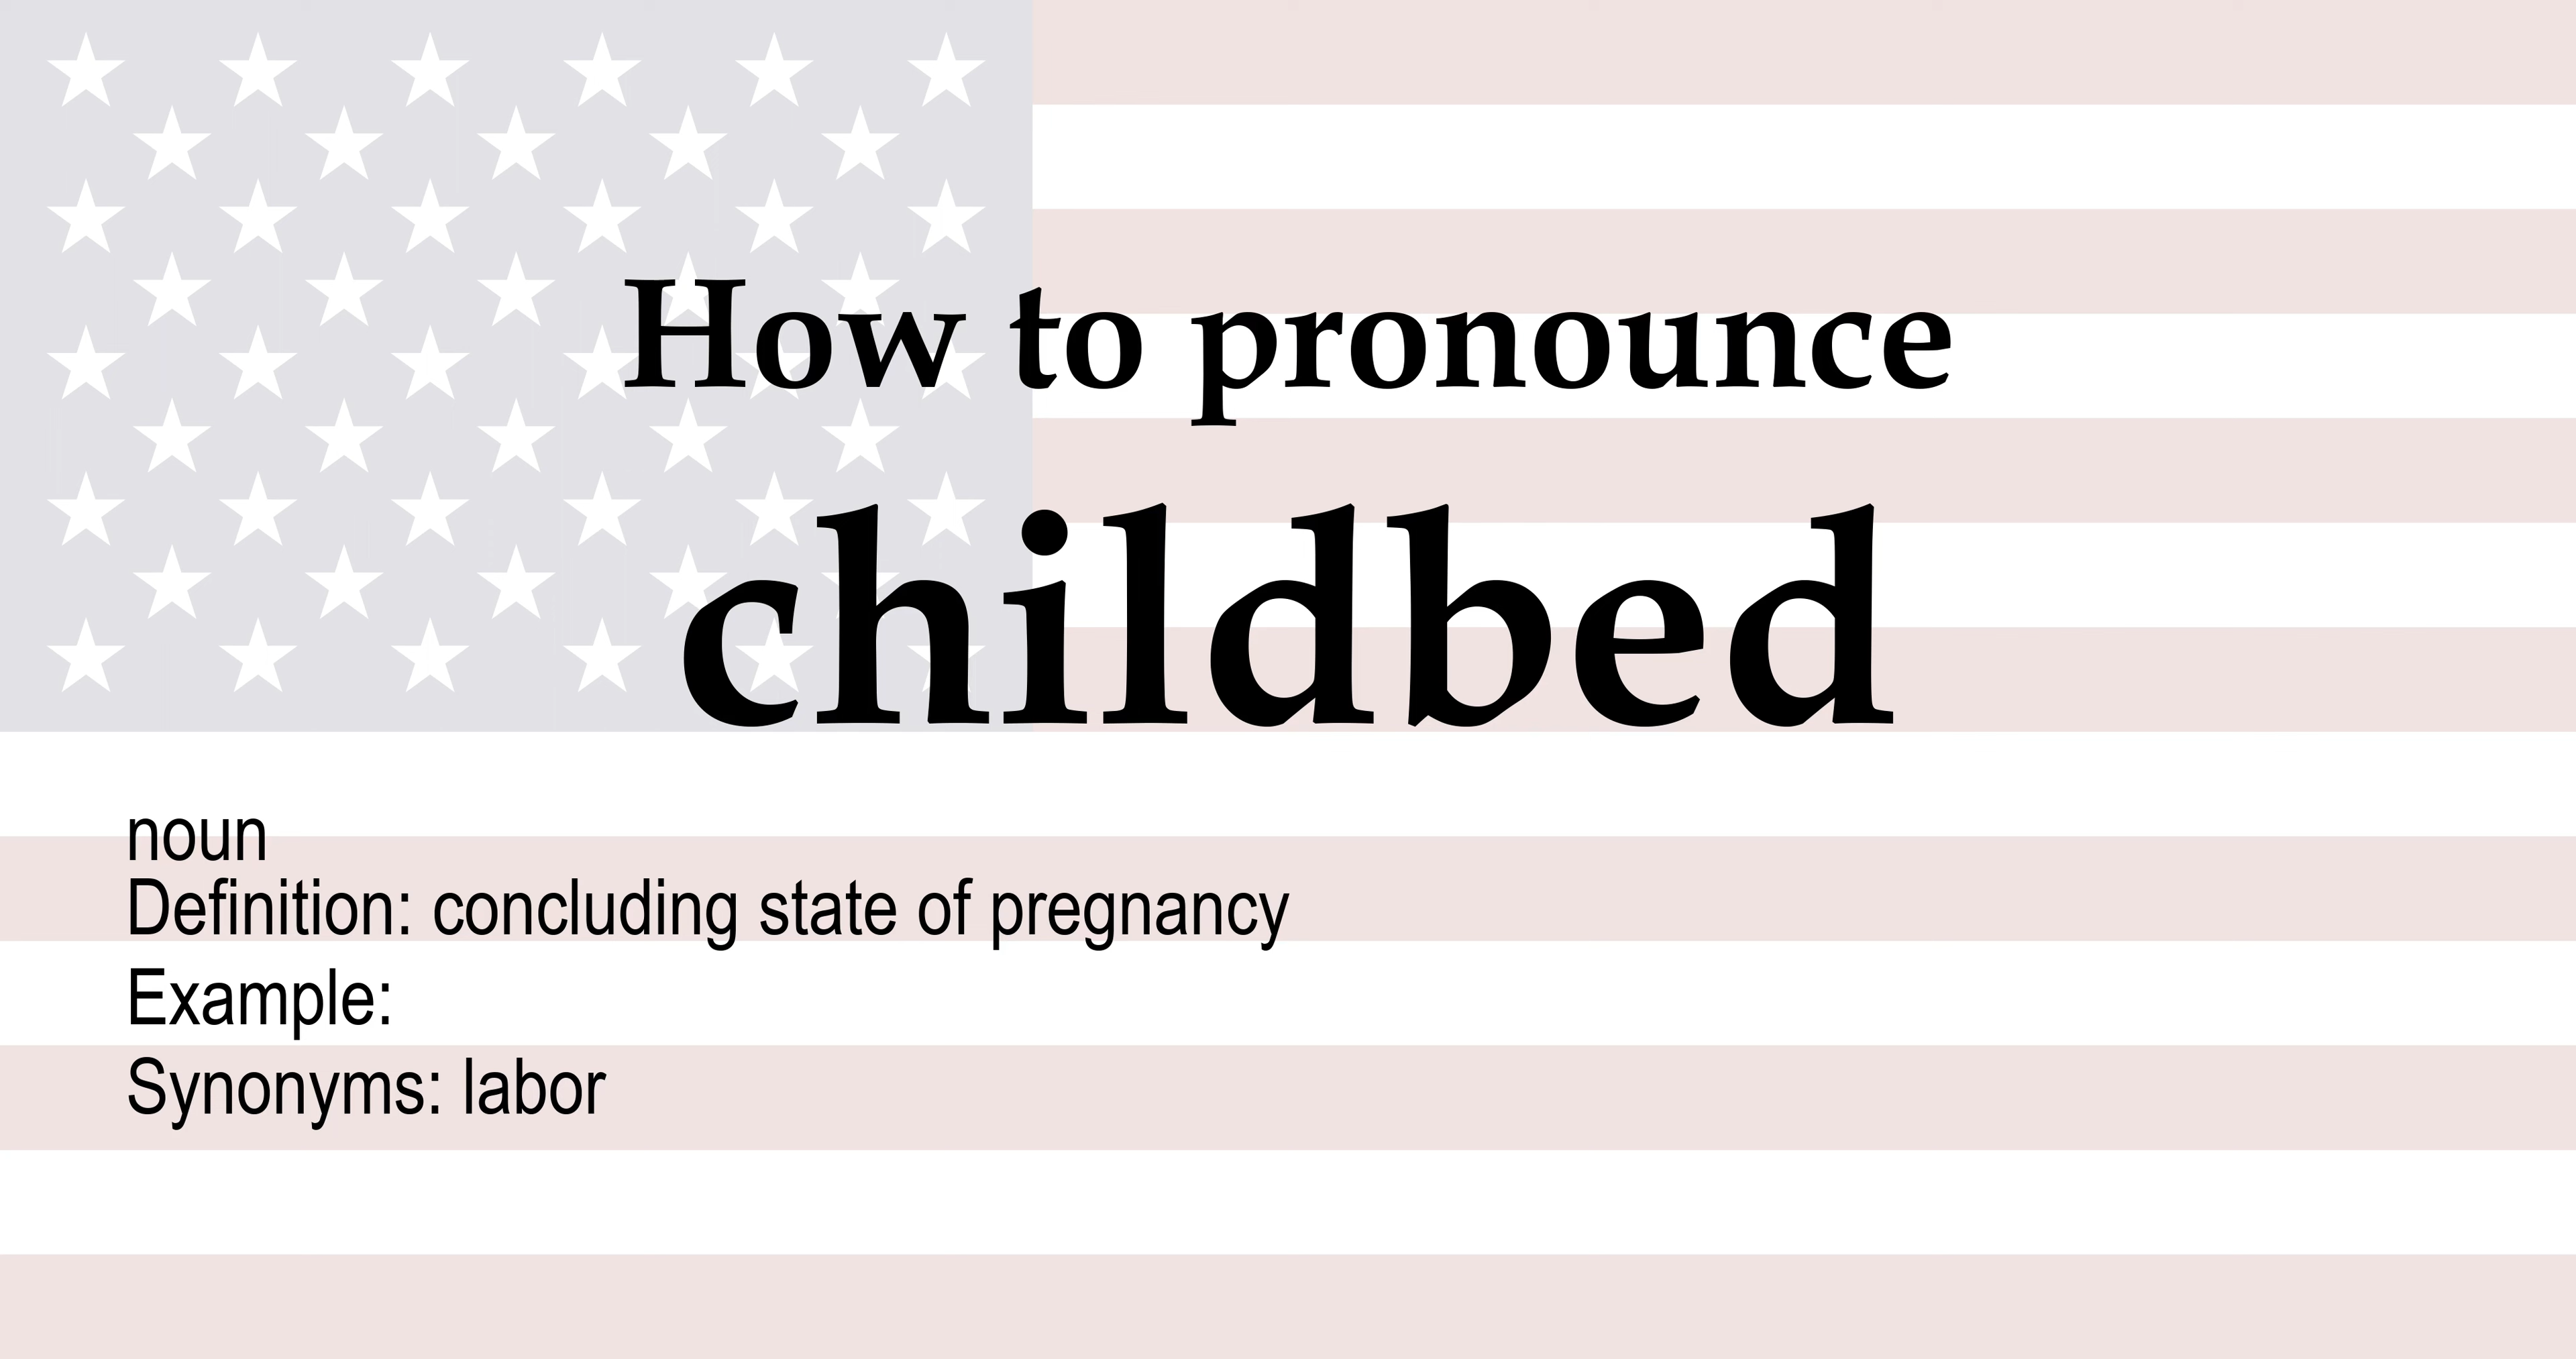 How to pronounce
childbed
noun
Definition: concluding state of pregnancy
Example:
Synonyms: labor